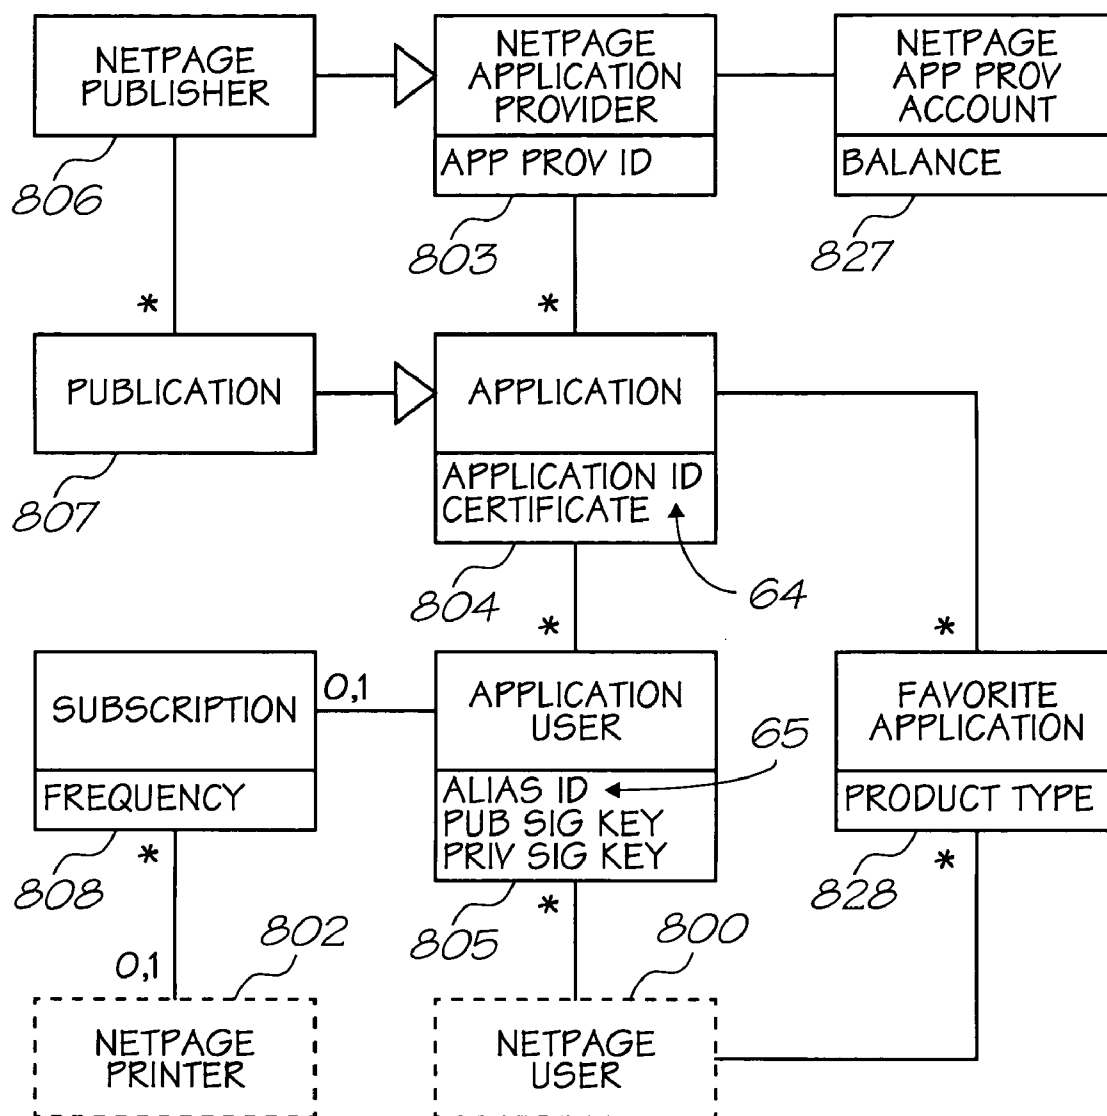 NETPAGE
PUBLISHER
NETPAGE
APPLICATION
PROVIDER
APP PROV ID
NETPAGE
APP PROV
ACCOUNT
BALANCE
806
803
827
*
*
PUBLICATION
APPLICATION
APPLICATION ID
CERTIFICATE
807
804
64
*
*
SUBSCRIPTION
FREQUENCY
0,1
APPLICATION
USER
ALIAS ID
PUB SIG KEY
PRIV SIG KEY
65
FAVORITE
APPLICATION
PRODUCT TYPE
*
*
*
808
805
828
802
800
0,1
NETPAGE
PRINTER
NETPAGE
USER